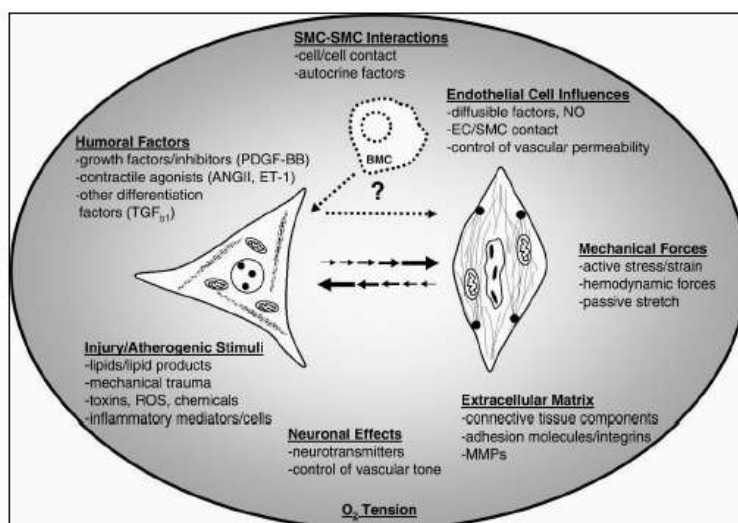 SMC-SMC Interactions
-cell/cell contact
-autocrine factors
Endothelial Cell Influences
-diffusible factors, NO
-EC/SMC contact
-control of vascular permeability
Humoral Factors
-growth factors/inhibitors (PDGF-BB)
-contractile agonists (ANGII, ET-1)
-other differentiation
factors (TGFβ1)
BMC
?
Mechanical Forces
-active stress/strain
-hemodynamic forces
-passive stretch
Injury/Atherogenic Stimuli
-lipids/lipid products
-mechanical trauma
-toxins, ROS, chemicals
-inflammatory mediators/cells
Extracellular Matrix
-connective tissue components
-adhesion molecules/integrins
-MMPs
Neuronal Effects
-neurotransmitters
-control of vascular tone
O₂ Tension